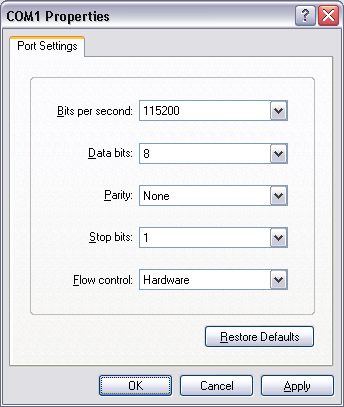 COM1 Properties
Port Settings
Bits per second: 115200
Data bits: 8
Parity: None
Stop bits: 1
Flow control: Hardware
Restore Defaults
OK Cancel Apply